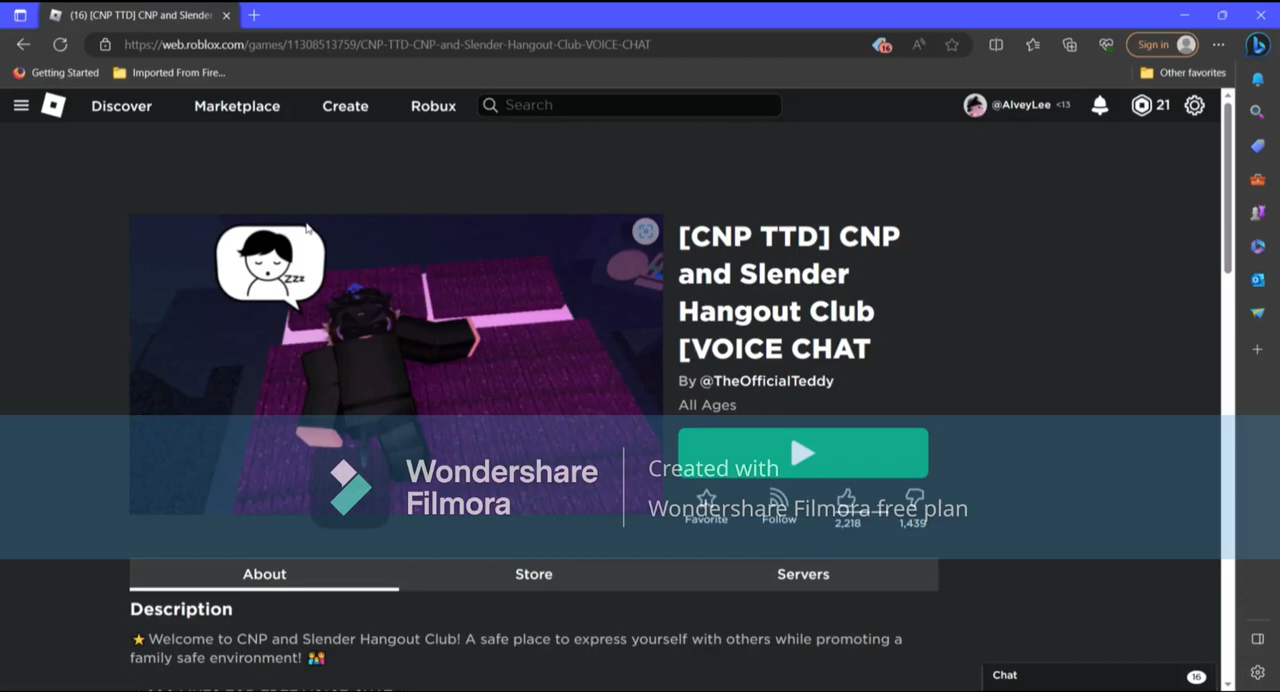 (16) [CNP TTD] CNP and Slender
https://web.roblox.com/games/11308513759/CNP-TTD-CNP-and-Slender-Hangout-Club-VOICE-CHAT
16
Sign in
Getting Started
Imported From Fire...
Other favorites
Discover
Marketplace
Create
Robux
Search
@AlveyLee <13
21
zzz
[CNP TTD] CNP
and Slender
Hangout Club
[VOICE CHAT
By @TheOfficialTeddy
All Ages
Wondershare
Filmora
Created with
Wondershare Filmora free plan
Favorite
Follow
2,218
1,439
About
Store
Servers
Description
⭐Welcome to CNP and Slender Hangout Club! A safe place to express yourself with others while promoting a
family safe environment!
Chat
16